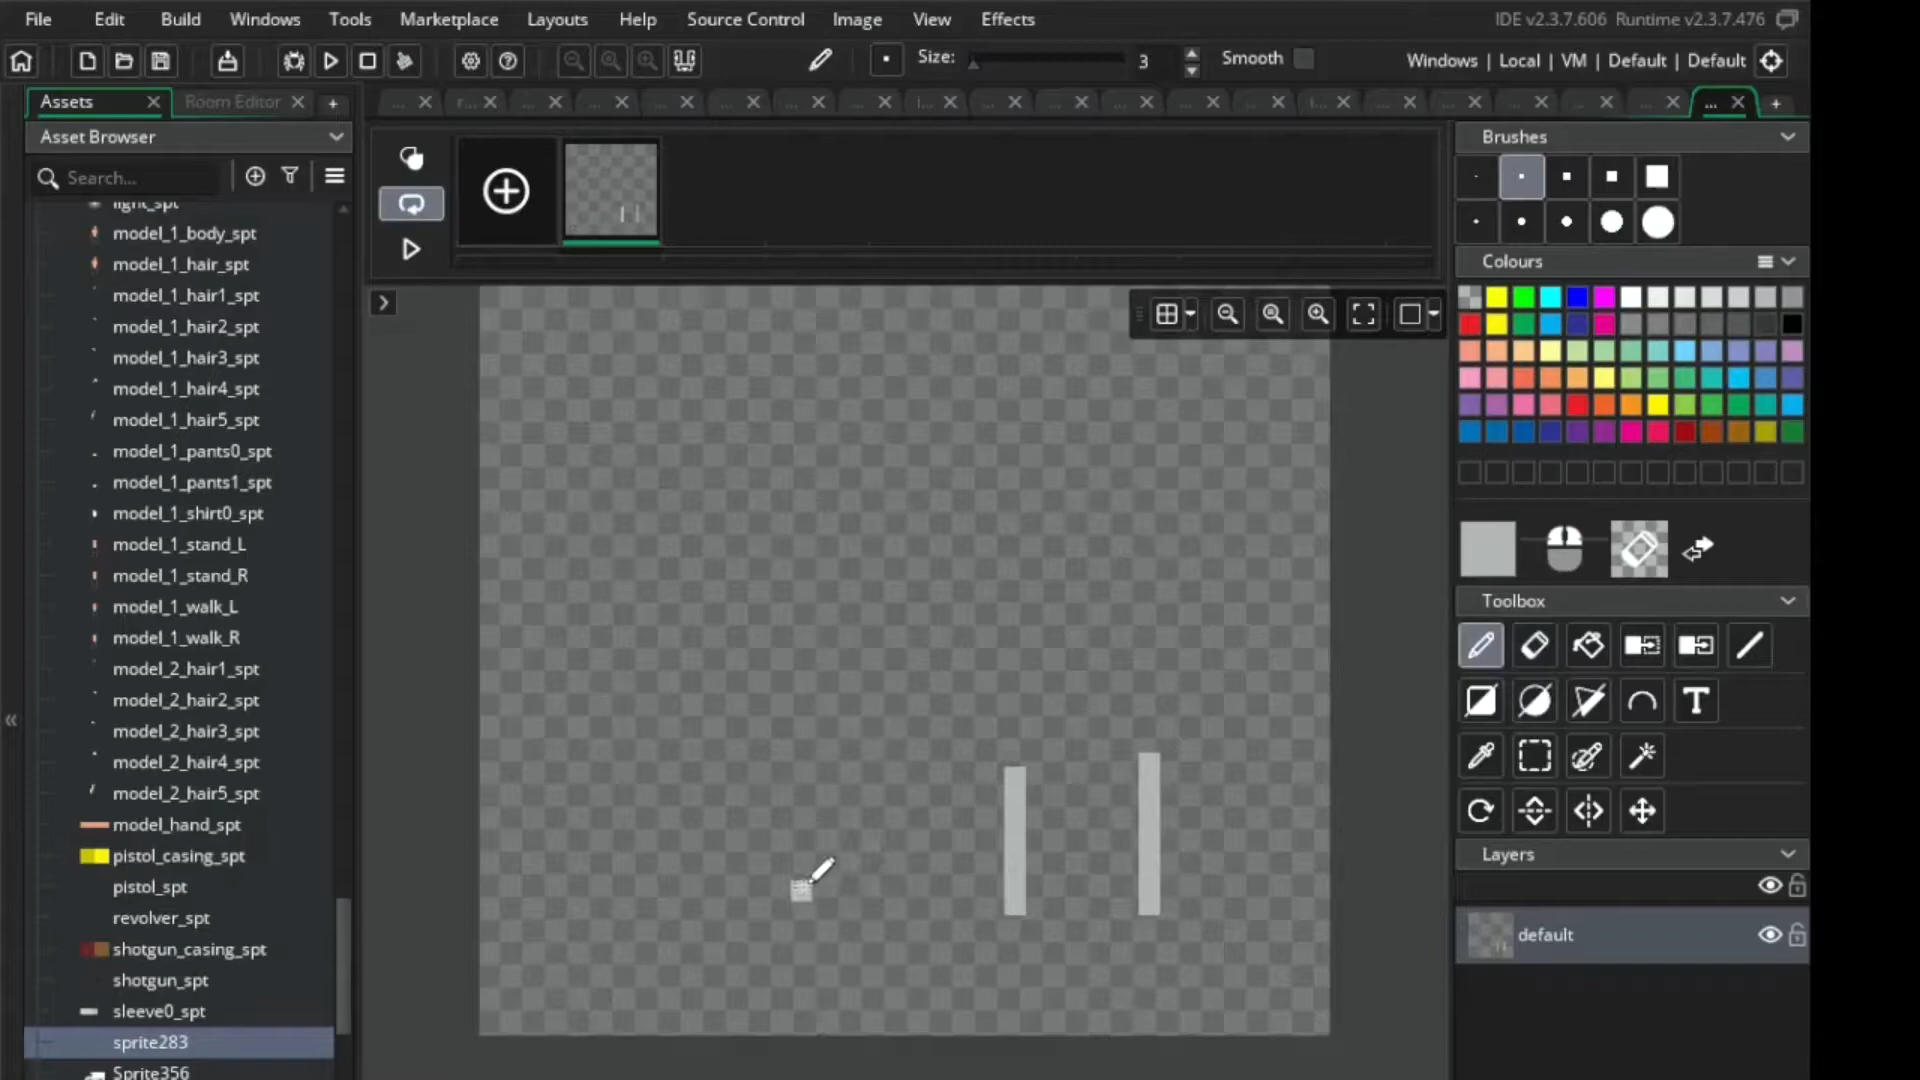 File Edit Build Windows Tools Marketplace Layouts Help Source Control Image View Effects IDE v2.3.7.606 Runtime v2.3.7.476
Size: 3 Smooth Windows | Local | VM | Default | Default
Assets Room Editor
Asset Browser
Search...
light_spt
model_1_body_spt
model_1_hair_spt
model_1_hair1_spt
model_1_hair2_spt
model_1_hair3_spt
model_1_hair4_spt
model_1_hair5_spt
model_1_pants0_spt
model_1_pants1_spt
model_1_shirt0_spt
model_1_stand_L
model_1_stand_R
model_1_walk_L
model_1_walk_R
model_2_hair1_spt
model_2_hair2_spt
model_2_hair3_spt
model_2_hair4_spt
model_2_hair5_spt
model_hand_spt
pistol_casing_spt
pistol_spt
revolver_spt
shotgun_casing_spt
shotgun_spt
sleeve0_spt
sprite283
Sprite356
Brushes
Colours
Toolbox
Layers
default